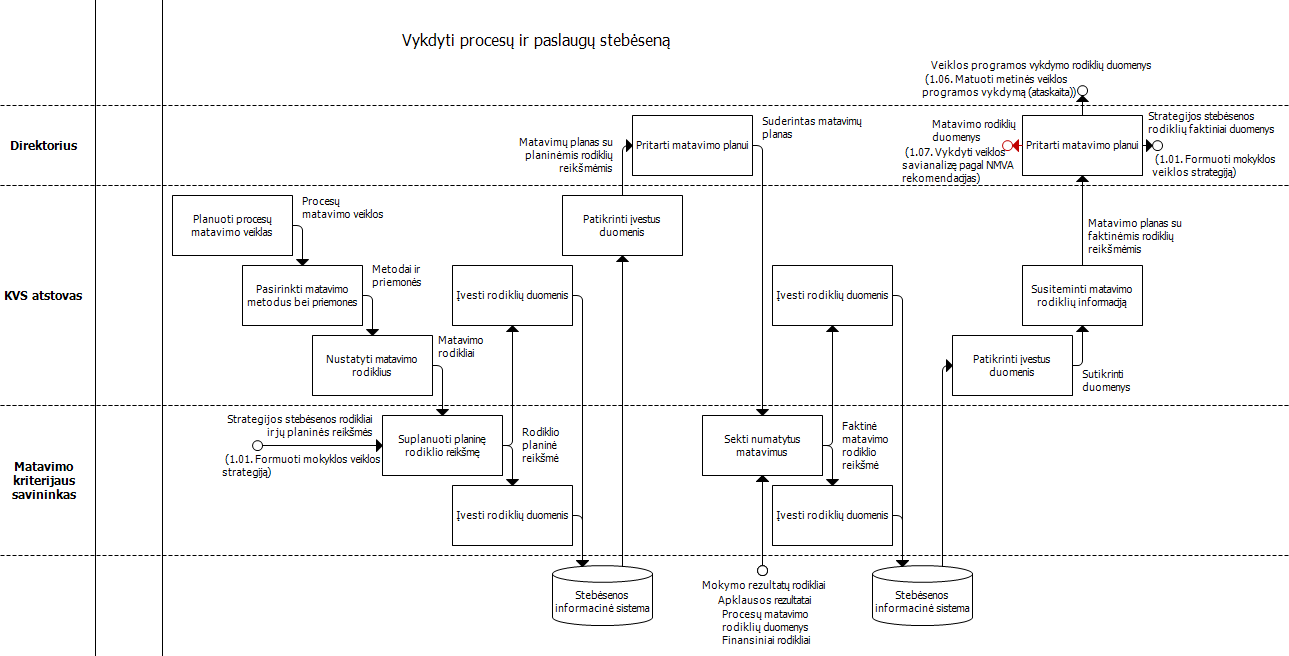 Vykdyti procesų ir paslaugų stebėseną
Veiklos programos vykdymo rodiklių duomenys
(1.06. Matuoti metinės veiklos
programos vykdymą (ataskaita))
Direktorius
Matavimų planas su
planinėmis rodiklių
reikšmėmis
Pritarti matavimo planui
Suderintas matavimų
planas
Matavimo rodiklių
duomenys
(1.07. Vykdyti veiklos
savianalizę pagal NMVA
rekomendacijas)
Pritarti matavimo planui
Strategijos stebėsenos
rodiklių faktiniai duomenys
(1.01. Formuoti mokyklos
veiklos strategiją)
KVS atstovas
Planuoti procesų
matavimo veiklas
Procesų
matavimo veiklos
Pasirinkti matavimo
metodus bei priemones
Metodai ir
priemonės
Nustatyti matavimo
rodiklius
Matavimo
rodikliai
Įvesti rodiklių duomenis
Patikrinti įvestus
duomenis
Įvesti rodiklių duomenis
Matavimo planas su
faktinėmis rodiklių
reikšmėmis
Susiteminti matavimo
rodiklių informaciją
Patikrinti įvestus
duomenis
Sutikrinti
duomenys
Matavimo
kriterijaus
savininkas
Strategijos stebėsenos rodikliai
ir jų planinės reikšmės
(1.01. Formuoti mokyklos veiklos
strategiją)
Suplanuoti planinę
rodiklio reikšmę
Rodiklio
planinė
reikšmė
Įvesti rodiklių duomenis
Sekti numatytus
matavimus
Faktinė
matavimo
rodiklio
reikšmė
Įvesti rodiklių duomenis
Stebėsenos
informacinė sistema
Mokymo rezultatų rodikliai
Apklausos rezultatai
Procesų matavimo
rodiklių duomenys
Finansiniai rodikliai
Stebėsenos
informacinė sistema